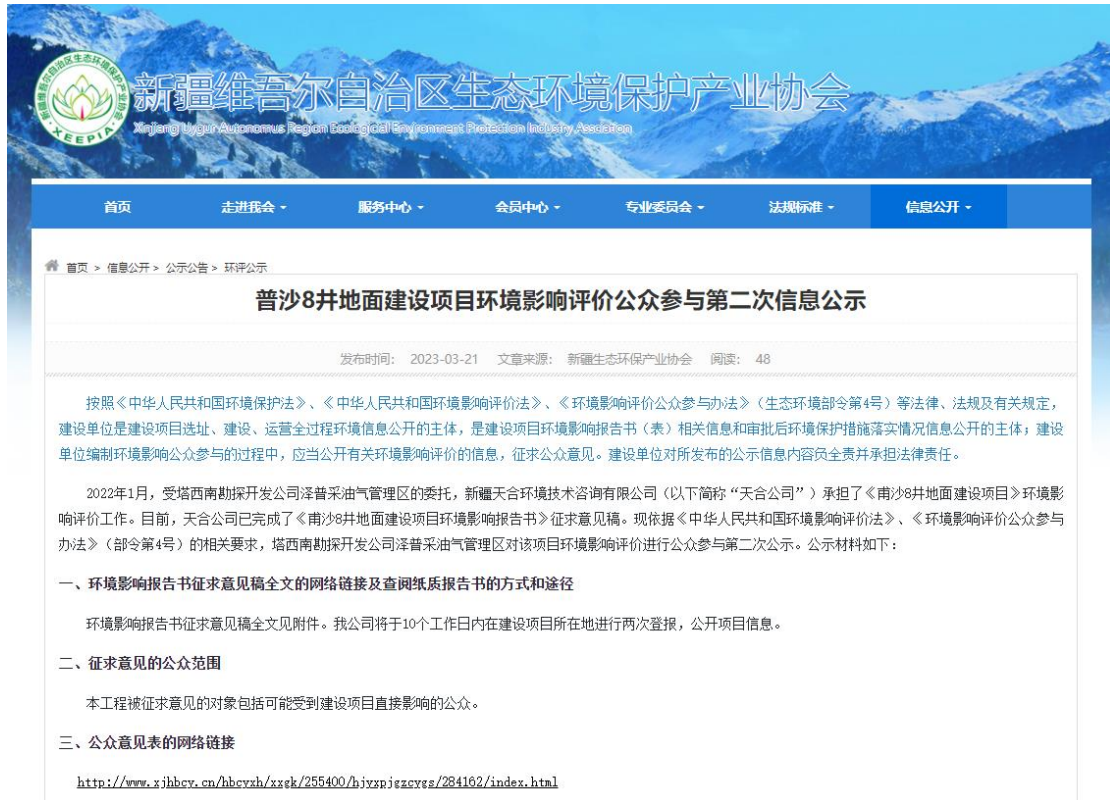 新疆维吾尔自治区生态环境保护产业协会
XEEPIA
新疆维吾尔自治区生态环境保护产业协会
Xinjiang Uygur Autonomus Region Ecological Environment Protection Industry Assciation
首页 走进我会 服务中心 会员中心 专业委员会 法规标准 信息公开
首页 > 信息公开 > 公示公告 > 环评公示
普沙8井地面建设项目环境影响评价公众参与第二次信息公示
发布时间： 2023-03-21 文章来源： 新疆生态环保产业协会 阅读： 48
按照《中华人民共和国环境保护法》、《中华人民共和国环境影响评价法》、《环境影响评价公众参与办法》（生态环境部令第4号）等法律、法规及有关规定，
建设单位是建设项目选址、建设、运营全过程环境信息公开的主体，是建设项目环境影响报告书（表）相关信息和审批后环境保护措施落实情况信息公开的主体；建设
单位编制环境影响公众参与的过程中，应当公开有关环境影响评价的信息，征求公众意见。建设单位对所发布的公示信息内容负全责并承担法律责任。
2022年1月，受塔西南勘探开发公司泽普采油气管理区的委托，新疆天合环境技术咨询有限公司（以下简称“天合公司”）承担了《甫沙8井地面建设项目》环境影
响评价工作。目前，天合公司已完成了《甫沙8井地面建设项目环境影响报告书》征求意见稿。现依据《中华人民共和国环境影响评价法》、《环境影响评价公众参与
办法》（部令第4号）的相关要求，塔西南勘探开发公司泽普采油气管理区对该项目环境影响评价进行公众参与第二次公示。公示材料如下：
一、环境影响报告书征求意见稿全文的网络链接及查阅纸质报告书的方式和途径
环境影响报告书征求意见稿全文见附件。我公司将于10个工作日内在建设项目所在地进行两次登报，公开项目信息。
二、征求意见的公众范围
本工程被征求意见的对象包括可能受到建设项目直接影响的公众。
三、公众意见表的网络链接
http://www.xjhbcy.cn/hbcyxh/xxgk/255400/hjyxpjgzcygs/284162/index.html